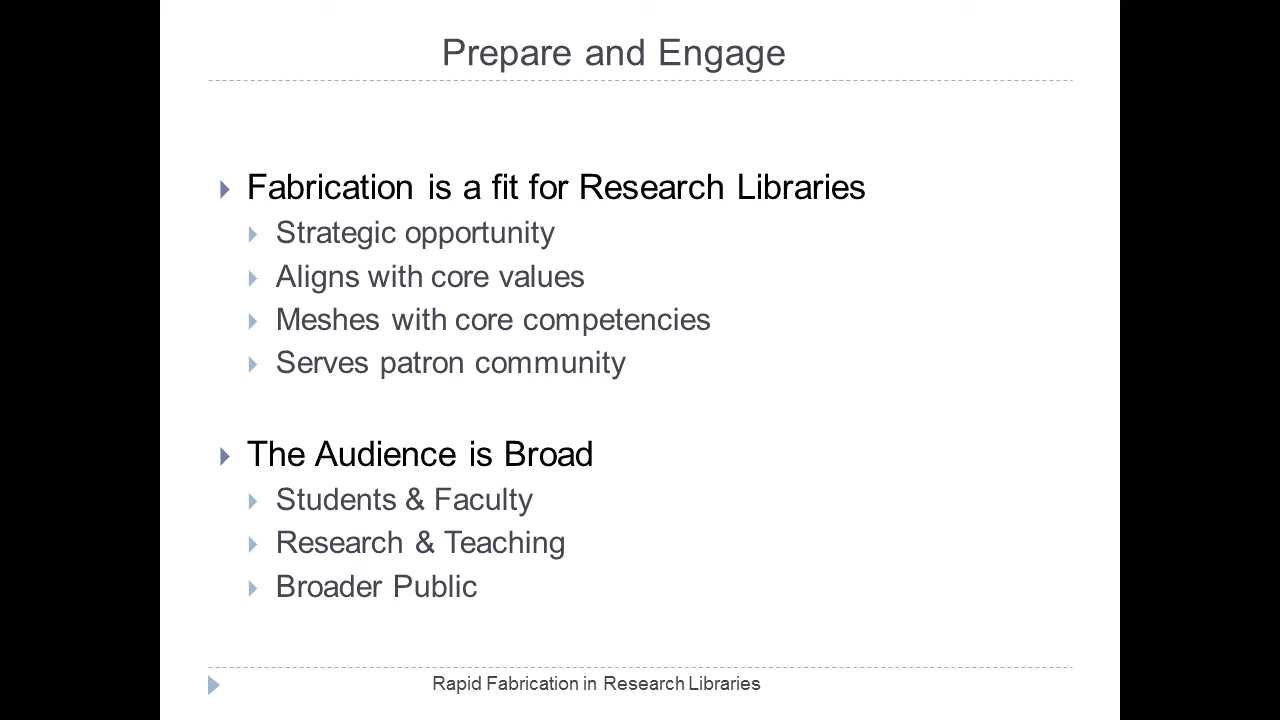 Prepare and Engage
Fabrication is a fit for Research Libraries
Strategic opportunity
Aligns with core values
Meshes with core competencies
Serves patron community
The Audience is Broad
Students & Faculty
Research & Teaching
Broader Public
Rapid Fabrication in Research Libraries